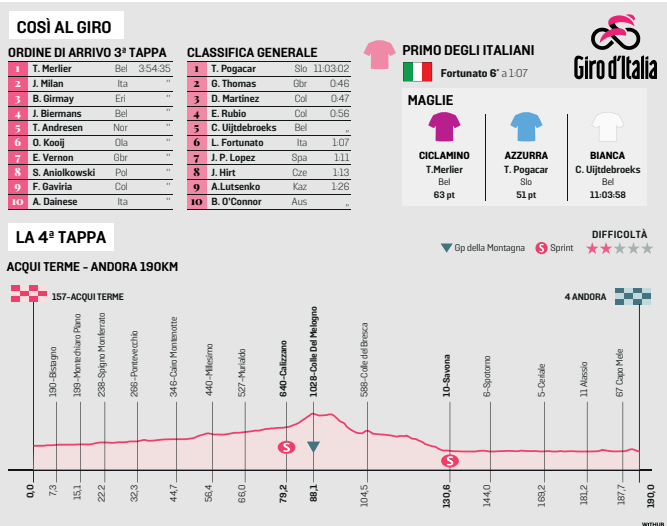 COSÌ AL GIRO
ORDINE DI ARRIVO 3ª TAPPA
1 T. Merlier Bel 3:54:35
2 J. Milan Ita "
3 B. Girmay Eri "
4 J. Biermans Bel "
5 T. Andresen Nor "
6 O. Kooij Ola "
7 E. Vernon Gbr "
8 S. Aniolkowski Pol "
9 F. Gaviria Col "
10 A. Dainese Ita "
CLASSIFICA GENERALE
1 T. Pogacar Slo 11:03:02
2 G. Thomas Gbr 0:46
3 D. Martinez Col 0:47
4 E. Rubio Col 0:56
5 C. Uijtdebroeks Bel „
6 L. Fortunato Ita 1:07
7 J. P. Lopez Spa 1:11
8 J. Hirt Cze 1:13
9 A.Lutsenko Kaz 1:26
10 B. O'Connor Aus „
PRIMO DEGLI ITALIANI
Fortunato 6° a 1:07
Giro d'Italia
MAGLIE
CICLAMINO
T.Merlier
Bel
63 pt
AZZURRA
T. Pogacar
Slo
51 pt
BIANCA
C. Uijtdebroeks
Bel
11:03:58
LA 4ª TAPPA
Gp della Montagna
S Sprint
DIFFICOLTÀ
ACQUI TERME - ANDORA 190KM
157-ACQUI TERME
190-Bistagno
199-Montechiaro Piano
238-Spigno Monferrato
266-Pontevecchio
346-Cairo Montenotte
440-Millesimo
527-Murialdo
640-Calizzano
1028-Colle Del Melogno
588-Colle del Bresca
10-Savona
6-Spotorno
5-Ceriale
11 Alassio
67 Capo Mele
4 ANDORA
S
S
0,0
7,3
15,1
22,2
32,3
44,7
56,4
66,0
79,2
88,1
104,5
130,6
144,0
169,2
181,2
187,7
190,0
WITHUB